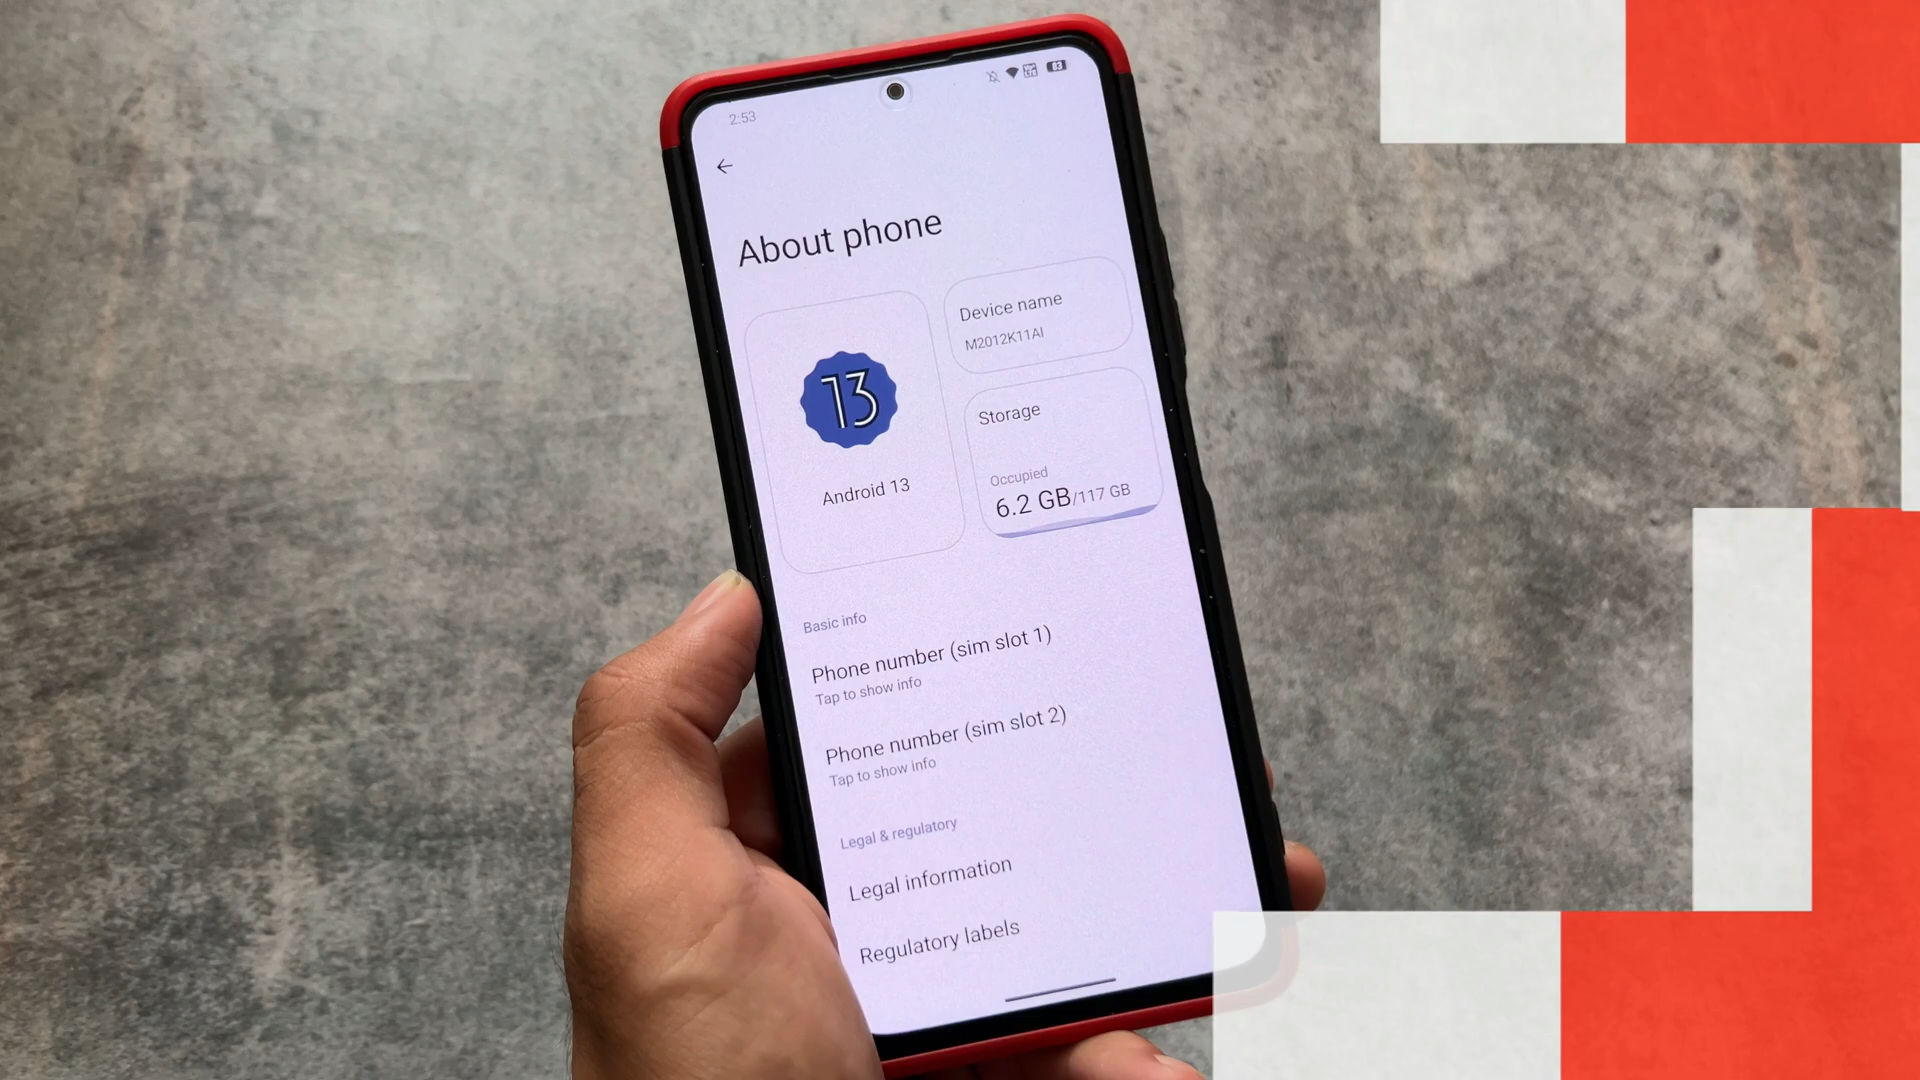 2:53
83
About phone
13
Android 13
Device name
M2012K11AI
Storage
Occupied
6.2 GB/117 GB
Basic info
Phone number (sim slot 1)
Tap to show info
Phone number (sim slot 2)
Tap to show info
Legal & regulatory
Legal information
Regulatory labels